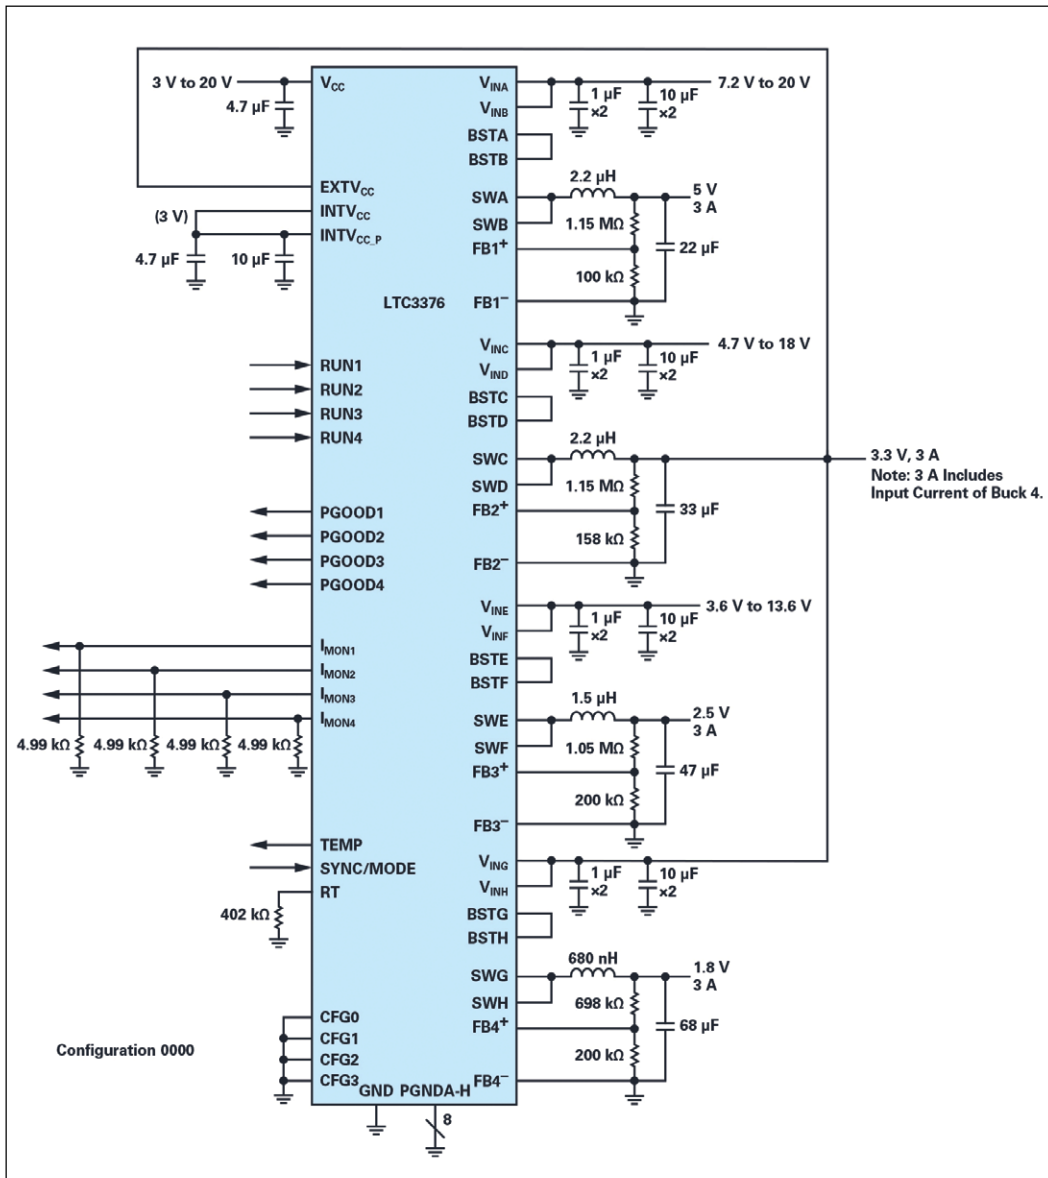 3 V to 20 V
4.7 µF
V_CC
EXTV_CC
(3 V)
INTV_CC
INTV_CC_P
4.7 µF
10 µF
LTC3376
RUN1
RUN2
RUN3
RUN4
PGOOD1
PGOOD2
PGOOD3
PGOOD4
I_MON1
I_MON2
I_MON3
I_MON4
4.99 kΩ
4.99 kΩ
4.99 kΩ
4.99 kΩ
TEMP
SYNC/MODE
RT
402 kΩ
CFG0
CFG1
CFG2
CFG3
Configuration 0000
GND
PGNDA-H
8
V_INA
V_INB
1 µF
×2
10 µF
×2
7.2 V to 20 V
BSTA
BSTB
2.2 µH
SWA
SWB
5 V
3 A
1.15 MΩ
FB1+
22 µF
100 kΩ
FB1−
V_INC
V_IND
1 µF
×2
10 µF
×2
4.7 V to 18 V
BSTC
BSTD
2.2 µH
SWC
SWD
3.3 V, 3 A
Note: 3 A Includes
Input Current of Buck 4.
1.15 MΩ
FB2+
33 µF
158 kΩ
FB2−
V_INE
V_INF
1 µF
×2
10 µF
×2
3.6 V to 13.6 V
BSTE
BSTF
1.5 µH
SWE
SWF
2.5 V
3 A
1.05 MΩ
FB3+
47 µF
200 kΩ
FB3−
V_ING
V_INH
1 µF
×2
10 µF
×2
BSTG
BSTH
680 nH
SWG
SWH
1.8 V
3 A
698 kΩ
FB4+
68 µF
200 kΩ
FB4−